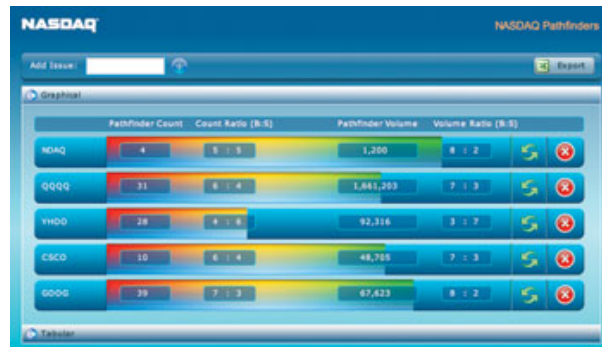 NASDAQ
NASDAQ Pathfinders
Add Issue: Export
Graphical
Pathfinder Count Count Ratio (B:S) Pathfinder Volume Volume Ratio (B:S)
NDAQ 4 5 : 5 1,200 8 : 2
QQQQ 31 6 : 4 1,661,203 7 : 3
YHOO 28 4 : 6 92,316 3 : 7
CSCO 10 6 : 4 48,755 7 : 3
GOOG 39 7 : 3 67,623 8 : 2
Tabular